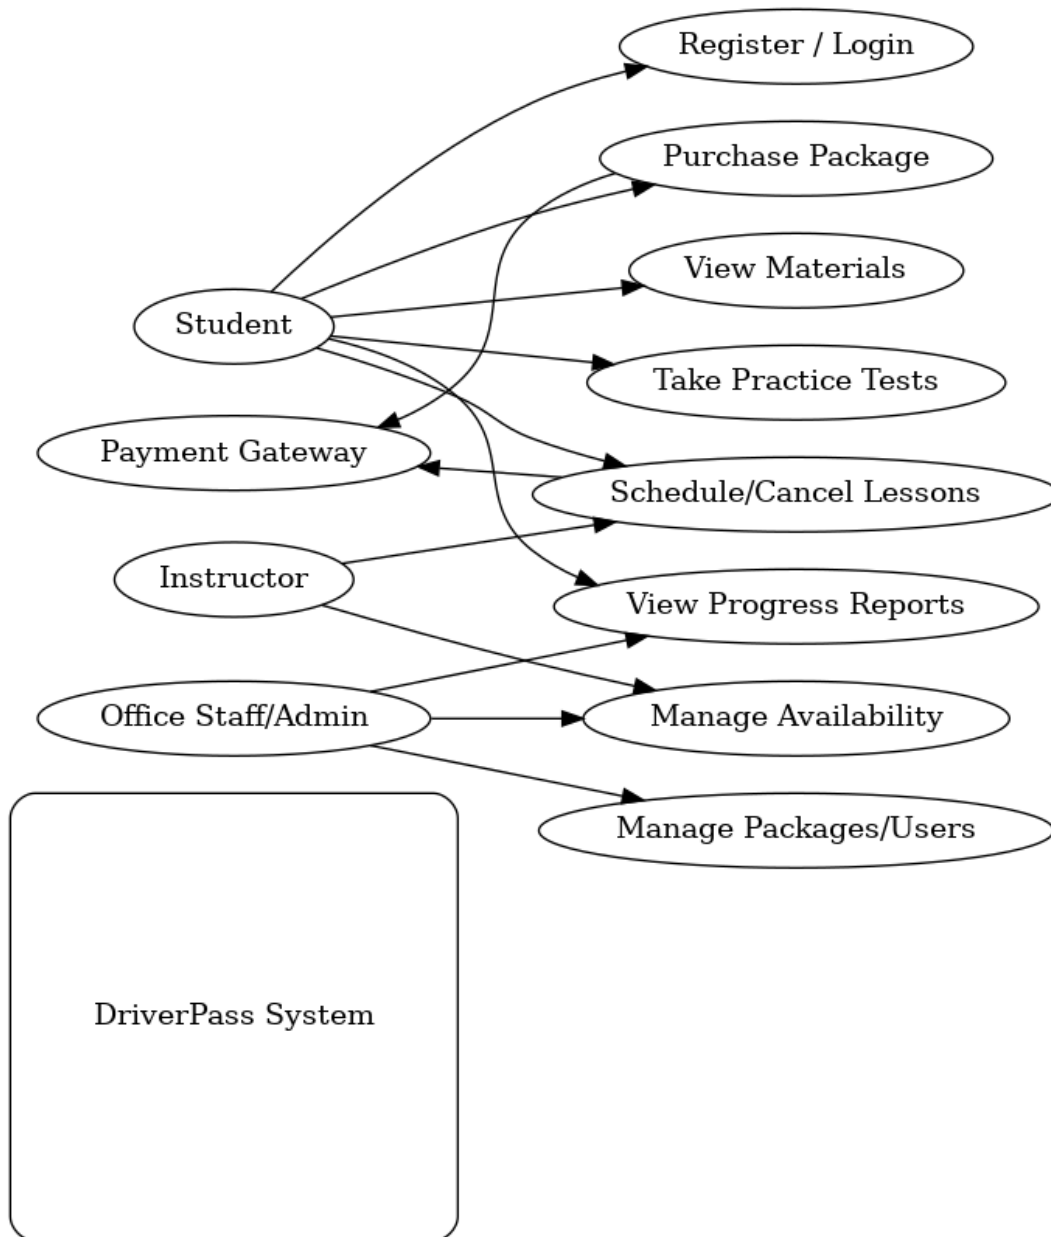 Register / Login
Purchase Package
View Materials
Student
Take Practice Tests
Payment Gateway
Schedule/Cancel Lessons
Instructor
View Progress Reports
Office Staff/Admin
Manage Availability
Manage Packages/Users
DriverPass System